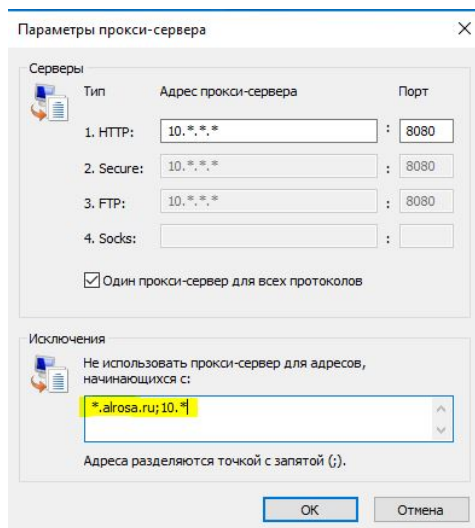 Параметры прокси-сервера
Серверы
Тип Адрес прокси-сервера Порт
1. HTTP: 10.*.*.* : 8080
2. Secure: 10.*.*.* : 8080
3. FTP: 10.*.*.* : 8080
4. Socks: :
Один прокси-сервер для всех протоколов
Исключения
Не использовать прокси-сервер для адресов,
начинающихся с:
*.alrosa.ru;10.*
Адреса разделяются точкой с запятой (;).
OK Отмена